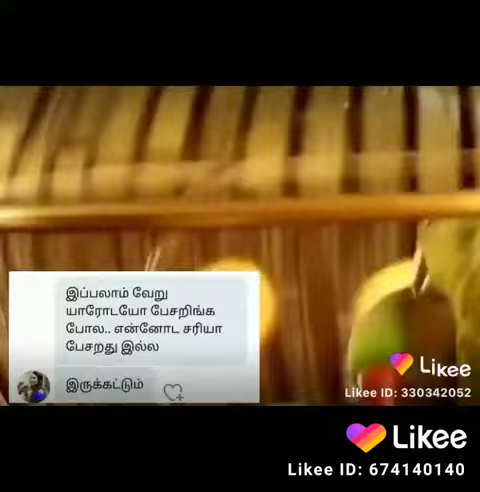 இப்பலாம் வேறு
யாரோடயோ பேசறிங்க
போல.. என்னோட சரியா
பேசறது இல்ல
இருக்கட்டும்
Likee
Likee ID: 330342052
Likee
Likee ID: 674140140